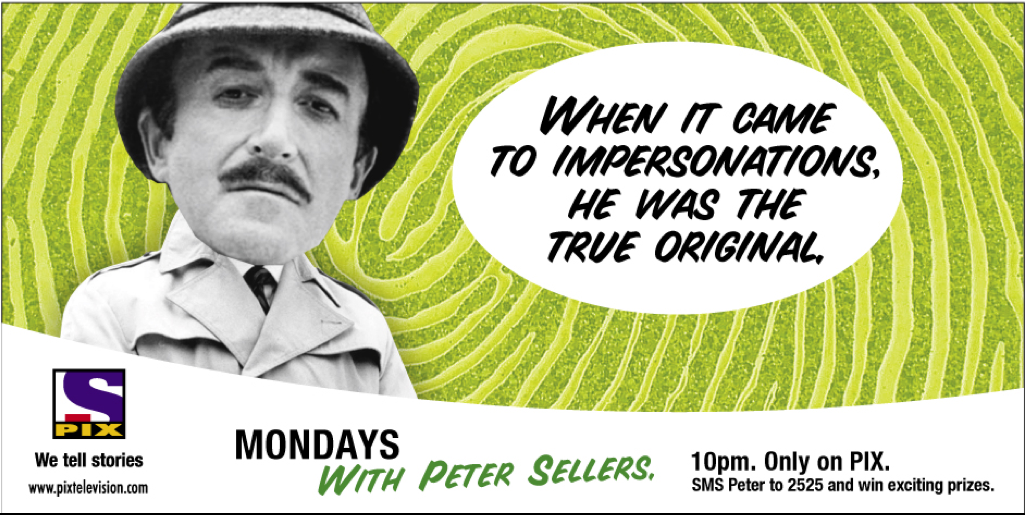 WHEN IT CAME
TO IMPERSONATIONS,
HE WAS THE
TRUE ORIGINAL.
S
PIX
We tell stories
www.pixtelevision.com
MONDAYS
WITH PETER SELLERS.
10pm. Only on PIX.
SMS Peter to 2525 and win exciting prizes.